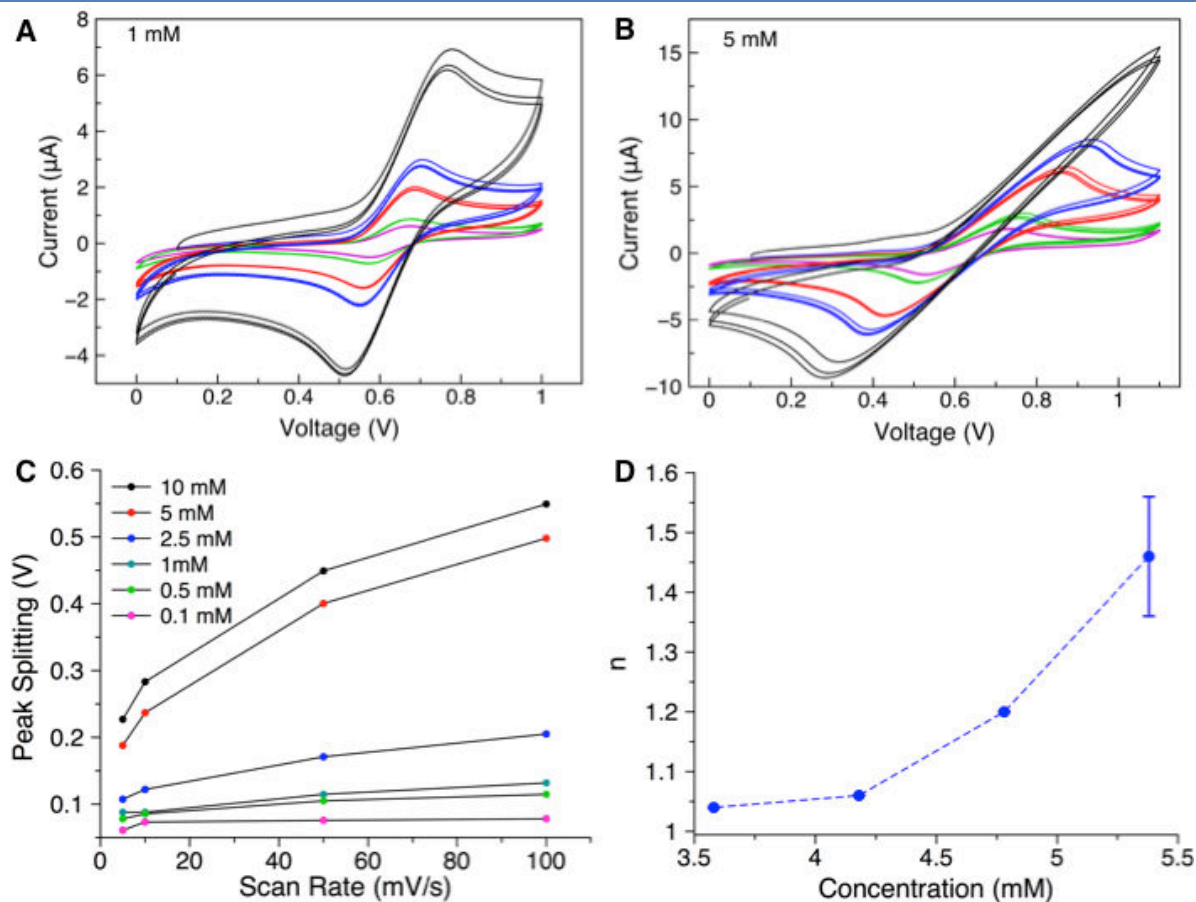 A
1 mM
8
6
4
2
0
−2
−4
Current (µA)
0 0.2 0.4 0.6 0.8 1
Voltage (V)
B
5 mM
15
10
5
0
−5
−10
Current (µA)
0 0.2 0.4 0.6 0.8 1
Voltage (V)
C
0.6
0.5
0.4
0.3
0.2
0.1
Peak Splitting (V)
10 mM
5 mM
2.5 mM
1mM
0.5 mM
0.1 mM
0 20 40 60 80 100
Scan Rate (mV/s)
D
1.6
1.5
1.4
1.3
1.2
1.1
1
n
3.5 4 4.5 5 5.5
Concentration (mM)